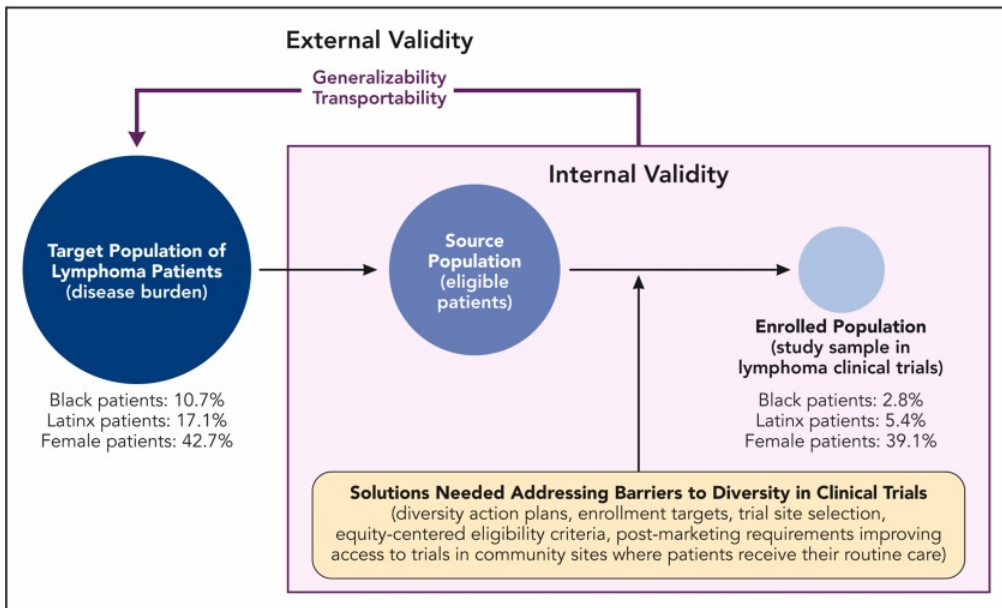 External Validity
Generalizability
Transportability
Internal Validity
Target Population of
Lymphoma Patients
(disease burden)
Black patients: 10.7%
Latinx patients: 17.1%
Female patients: 42.7%
Source
Population
(eligible
patients)
Enrolled Population
(study sample in
lymphoma clinical trials)
Black patients: 2.8%
Latinx patients: 5.4%
Female patients: 39.1%
Solutions Needed Addressing Barriers to Diversity in Clinical Trials
(diversity action plans, enrollment targets, trial site selection,
equity-centered eligibility criteria, post-marketing requirements improving
access to trials in community sites where patients receive their routine care)